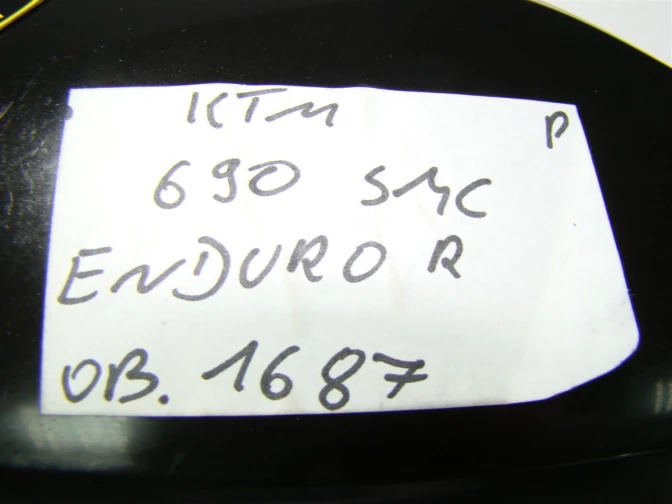 KTM P
690 SMC
ENDURO R
OB. 1687